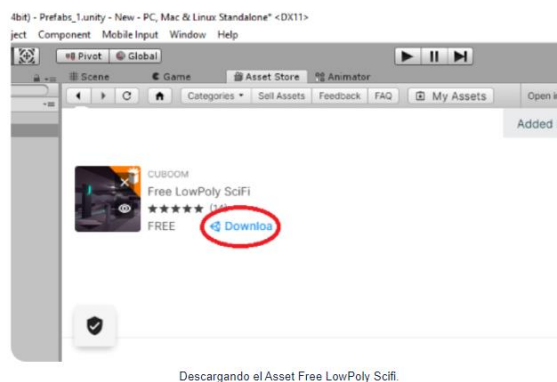 4bit) - Prefabs_1.unity - New - PC, Mac & Linux Standalone* <DX11>
ject Component Mobile Input Window Help
Pivot Global
Scene Game Asset Store Animator
Categories Sell Assets Feedback FAQ My Assets Open i
Added
CUBOOM
Free LowPoly SciFi
★★★★★ (14)
FREE Downloa
Descargando el Asset Free LowPoly Scifi.